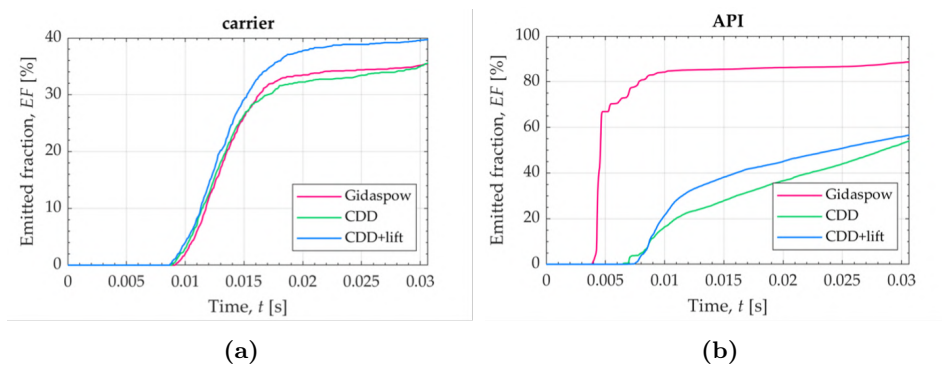 carrier
40
30
20
10
0
Emitted fraction, EF [%]
Gidaspow
CDD
CDD+lift
0 0.005 0.01 0.015 0.02 0.025 0.03
Time, t [s]
(a)
API
100
80
60
40
20
0
Emitted fraction, EF [%]
Gidaspow
CDD
CDD+lift
0 0.005 0.01 0.015 0.02 0.025 0.03
Time, t [s]
(b)